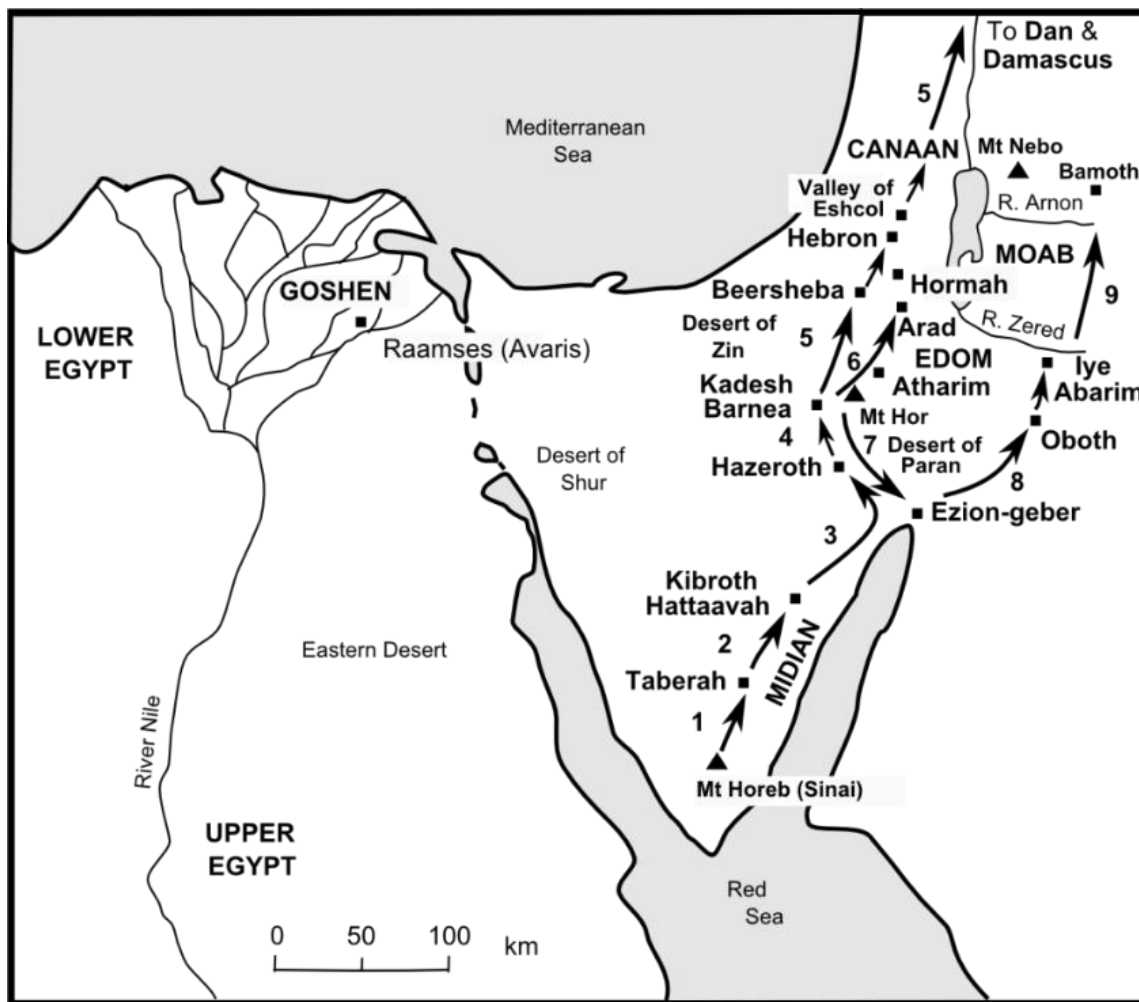 To Dan &
Damascus
5
Mediterranean
Sea
CANAAN
Mt Nebo
Bamoth
Valley of
Eshcol
R. Arnon
Hebron
MOAB
GOSHEN
Beersheba
Hormah
9
LOWER
EGYPT
Raamses (Avaris)
Desert of
Zin
5
Arad
R. Zered
6
EDOM
Atharim
Iye
Abarim
Kadesh
Barnea
Mt Hor
4
7
Desert of
Paran
Oboth
Desert of
Shur
Hazeroth
8
Ezion-geber
3
Kibroth
Hattaavah
Eastern Desert
2
MIDIAN
Taberah
1
River Nile
Mt Horeb (Sinai)
UPPER
EGYPT
Red
Sea
0 50 100
km